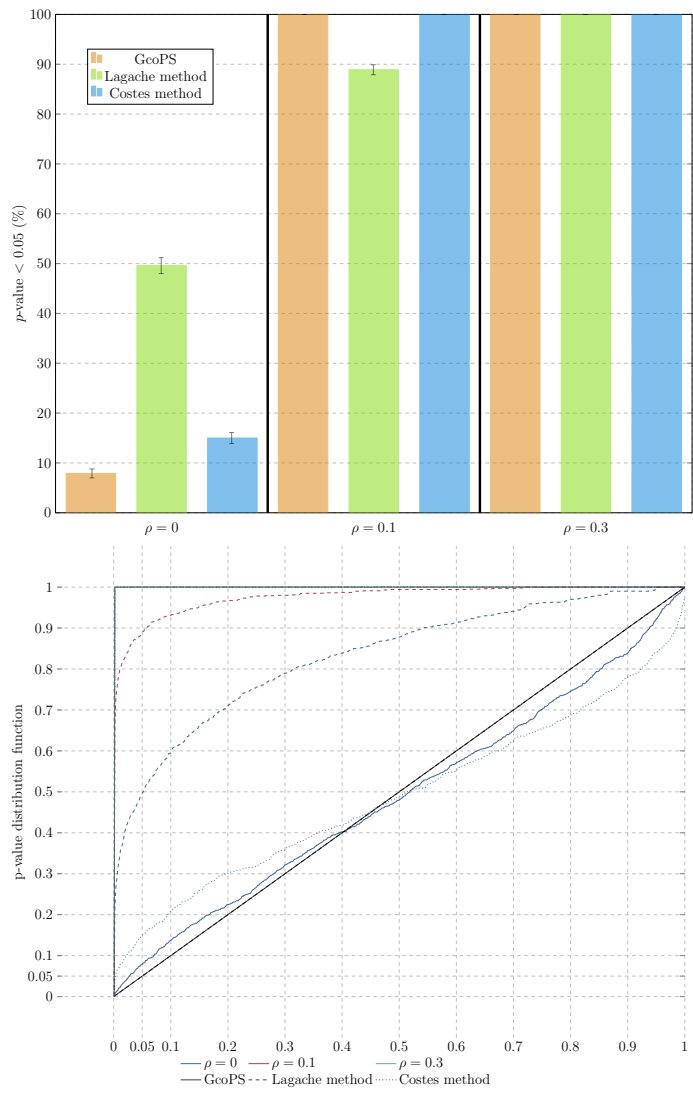 100
90
80
70
60
50
40
30
20
10
0
p-value < 0.05 (%)
GcoPS
Lagache method
Costes method
ρ = 0 ρ = 0.1 ρ = 0.3
1
0.9
0.8
0.7
0.6
0.5
0.4
0.3
0.2
0.1
0.05
0
p-value distribution function
0 0.05 0.1 0.2 0.3 0.4 0.5 0.6 0.7 0.8 0.9 1
ρ = 0 ρ = 0.1 ρ = 0.3
GcoPS Lagache method Costes method